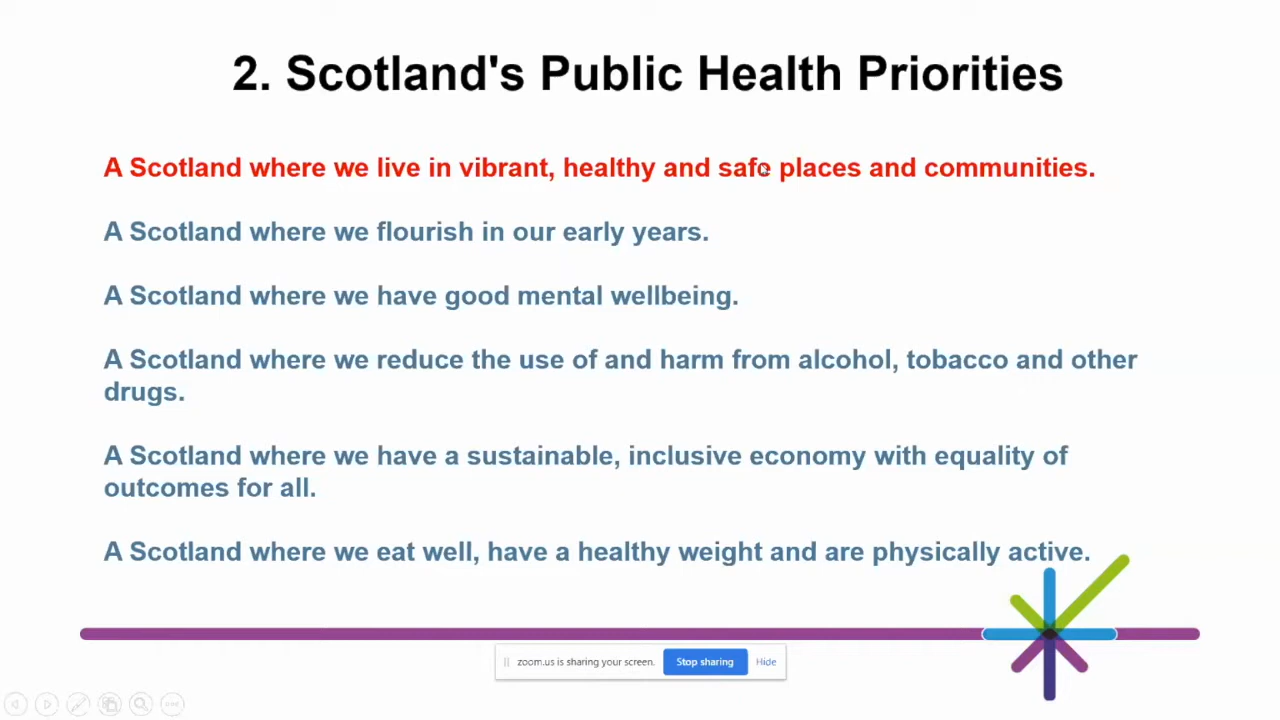 2. Scotland's Public Health Priorities
A Scotland where we live in vibrant, healthy and safe places and communities.
A Scotland where we flourish in our early years.
A Scotland where we have good mental wellbeing.
A Scotland where we reduce the use of and harm from alcohol, tobacco and other
drugs.
A Scotland where we have a sustainable, inclusive economy with equality of
outcomes for all.
A Scotland where we eat well, have a healthy weight and are physically active.
zoom.us is sharing your screen. Stop sharing Hide